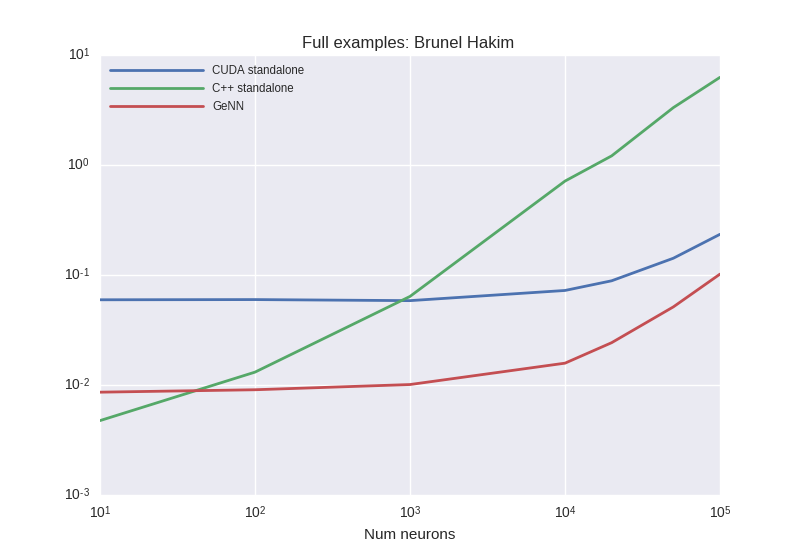 Full examples: Brunel Hakim
CUDA standalone
C++ standalone
GeNN
10¹
10⁰
10⁻¹
10⁻²
10⁻³
10¹ 10² 10³ 10⁴ 10⁵
Num neurons